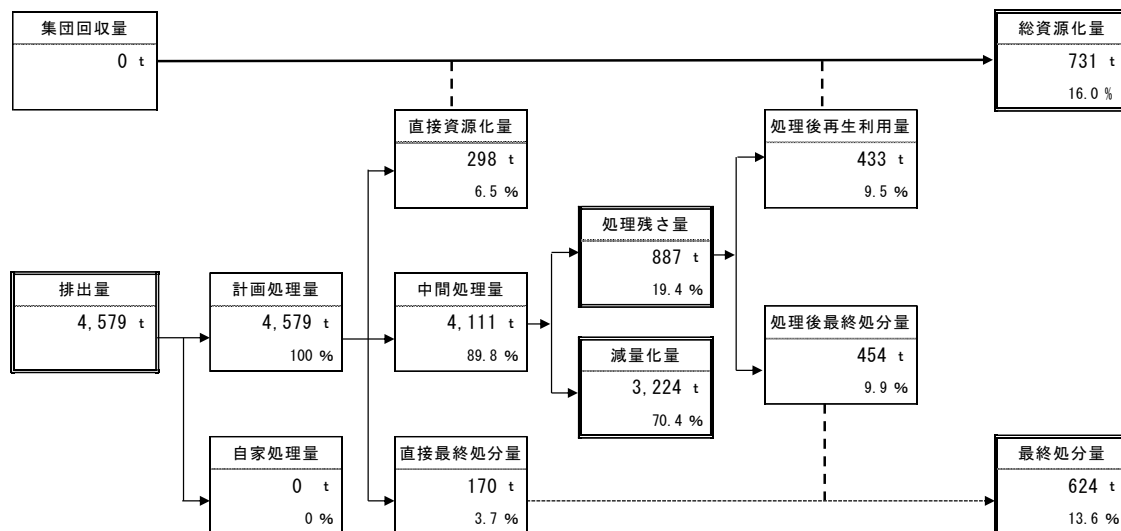 集団回収量
0 t
総資源化量
731 t
16.0 %
直接資源化量
298 t
6.5 %
処理後再生利用量
433 t
9.5 %
処理残さ量
887 t
19.4 %
排出量
4,579 t
計画処理量
4,579 t
100 %
中間処理量
4,111 t
89.8 %
減量化量
3,224 t
70.4 %
処理後最終処分量
454 t
9.9 %
自家処理量
0 t
0 %
直接最終処分量
170 t
3.7 %
最終処分量
624 t
13.6 %